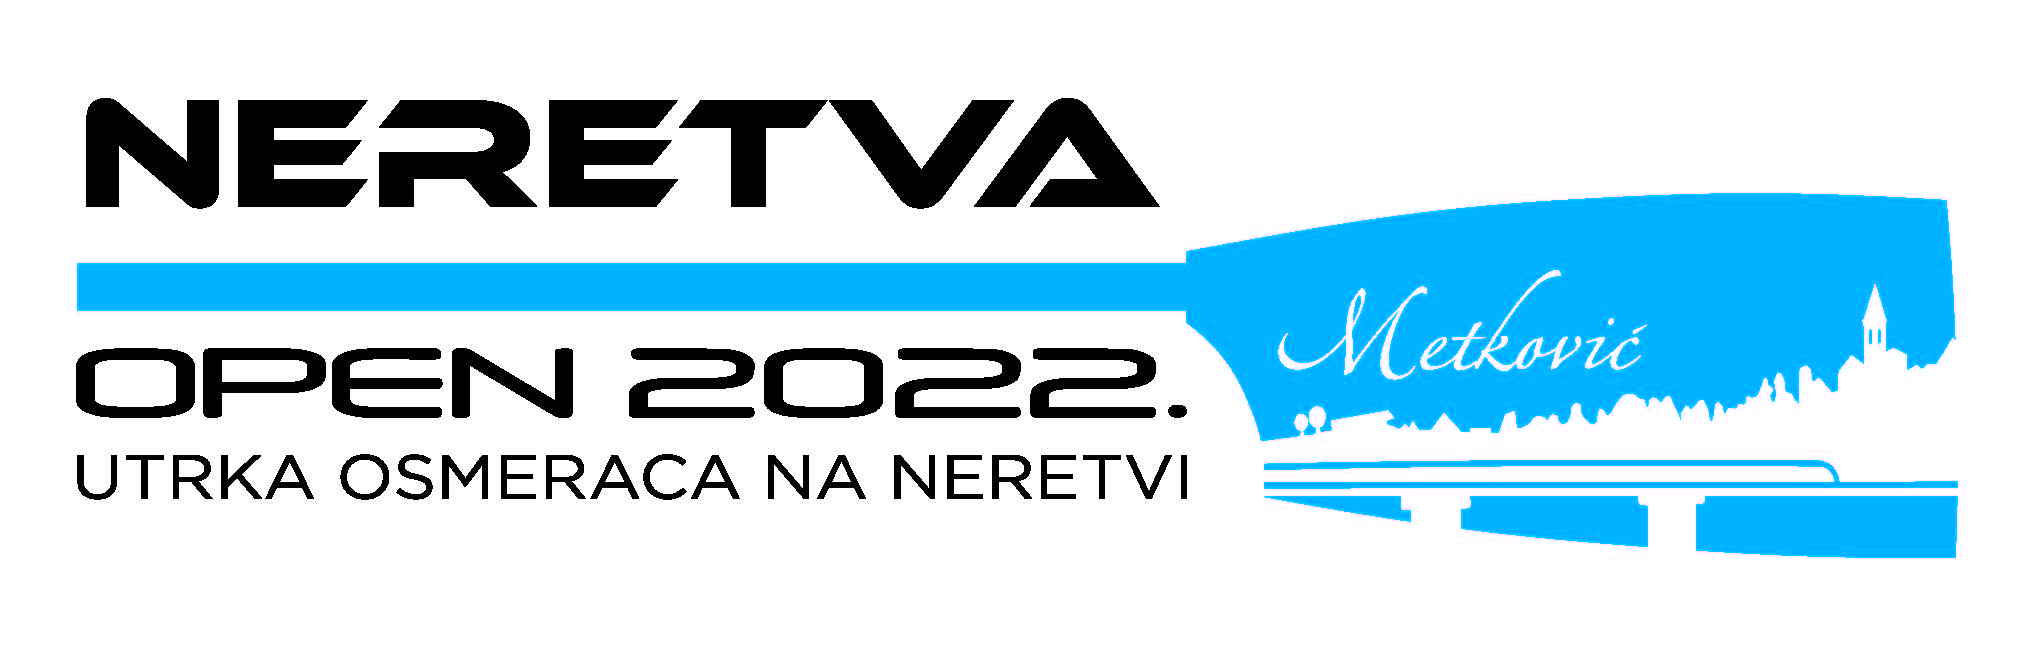 NERETVA
Metković
OPEN 2022.
UTRKA OSMERACA NA NERETVI